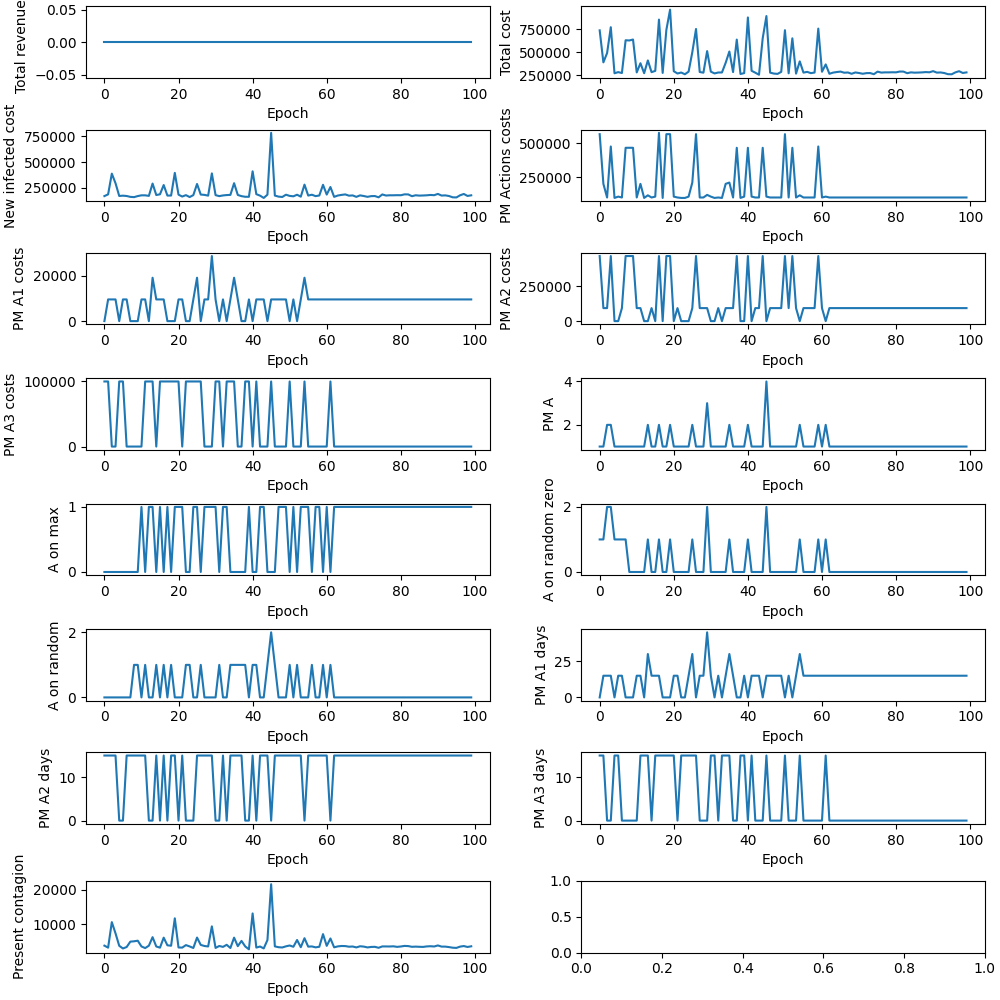 Total revenue
0.05
0.00
−0.05
0 20 40 60 80 100
Epoch
Total cost
750000
500000
250000
0 20 40 60 80 100
Epoch
New infected cost
750000
500000
250000
0 20 40 60 80 100
Epoch
PM Actions costs
500000
250000
0 20 40 60 80 100
Epoch
PM A1 costs
20000
0
0 20 40 60 80 100
Epoch
PM A2 costs
250000
0
0 20 40 60 80 100
Epoch
PM A3 costs
100000
0
0 20 40 60 80 100
Epoch
PM A
4
2
0 20 40 60 80 100
Epoch
A on max
1
0
0 20 40 60 80 100
Epoch
A on random zero
2
0
0 20 40 60 80 100
Epoch
A on random
2
0
0 20 40 60 80 100
Epoch
PM A1 days
25
0
0 20 40 60 80 100
Epoch
PM A2 days
10
0
0 20 40 60 80 100
Epoch
PM A3 days
10
0
0 20 40 60 80 100
Epoch
Present contagion
20000
10000
0 20 40 60 80 100
Epoch
1.0
0.5
0.0
0.0 0.2 0.4 0.6 0.8 1.0